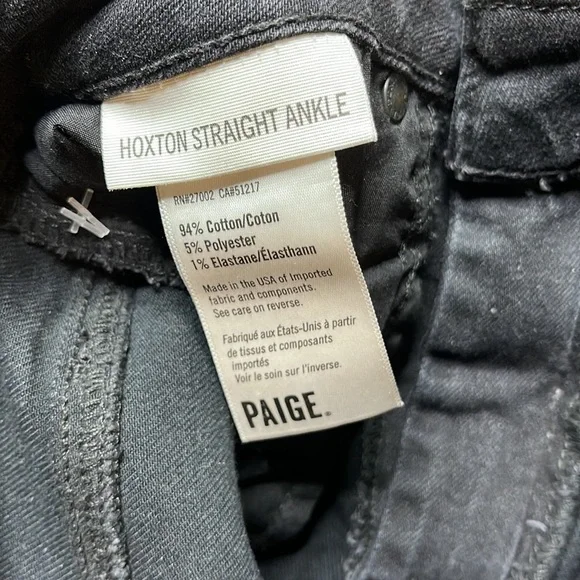 HOXTON STRAIGHT ANKLE
RN#27002 CA#51217
94% Cotton/Coton
5% Polyester
1% Elastane/Élasthann
Made in the USA of Imported
fabric and components.
See care on reverse.
Fabriqué aux États-Unis à partir
de tissus et composants
importés
Voir le soin sur l'inverse.
PAIGE.